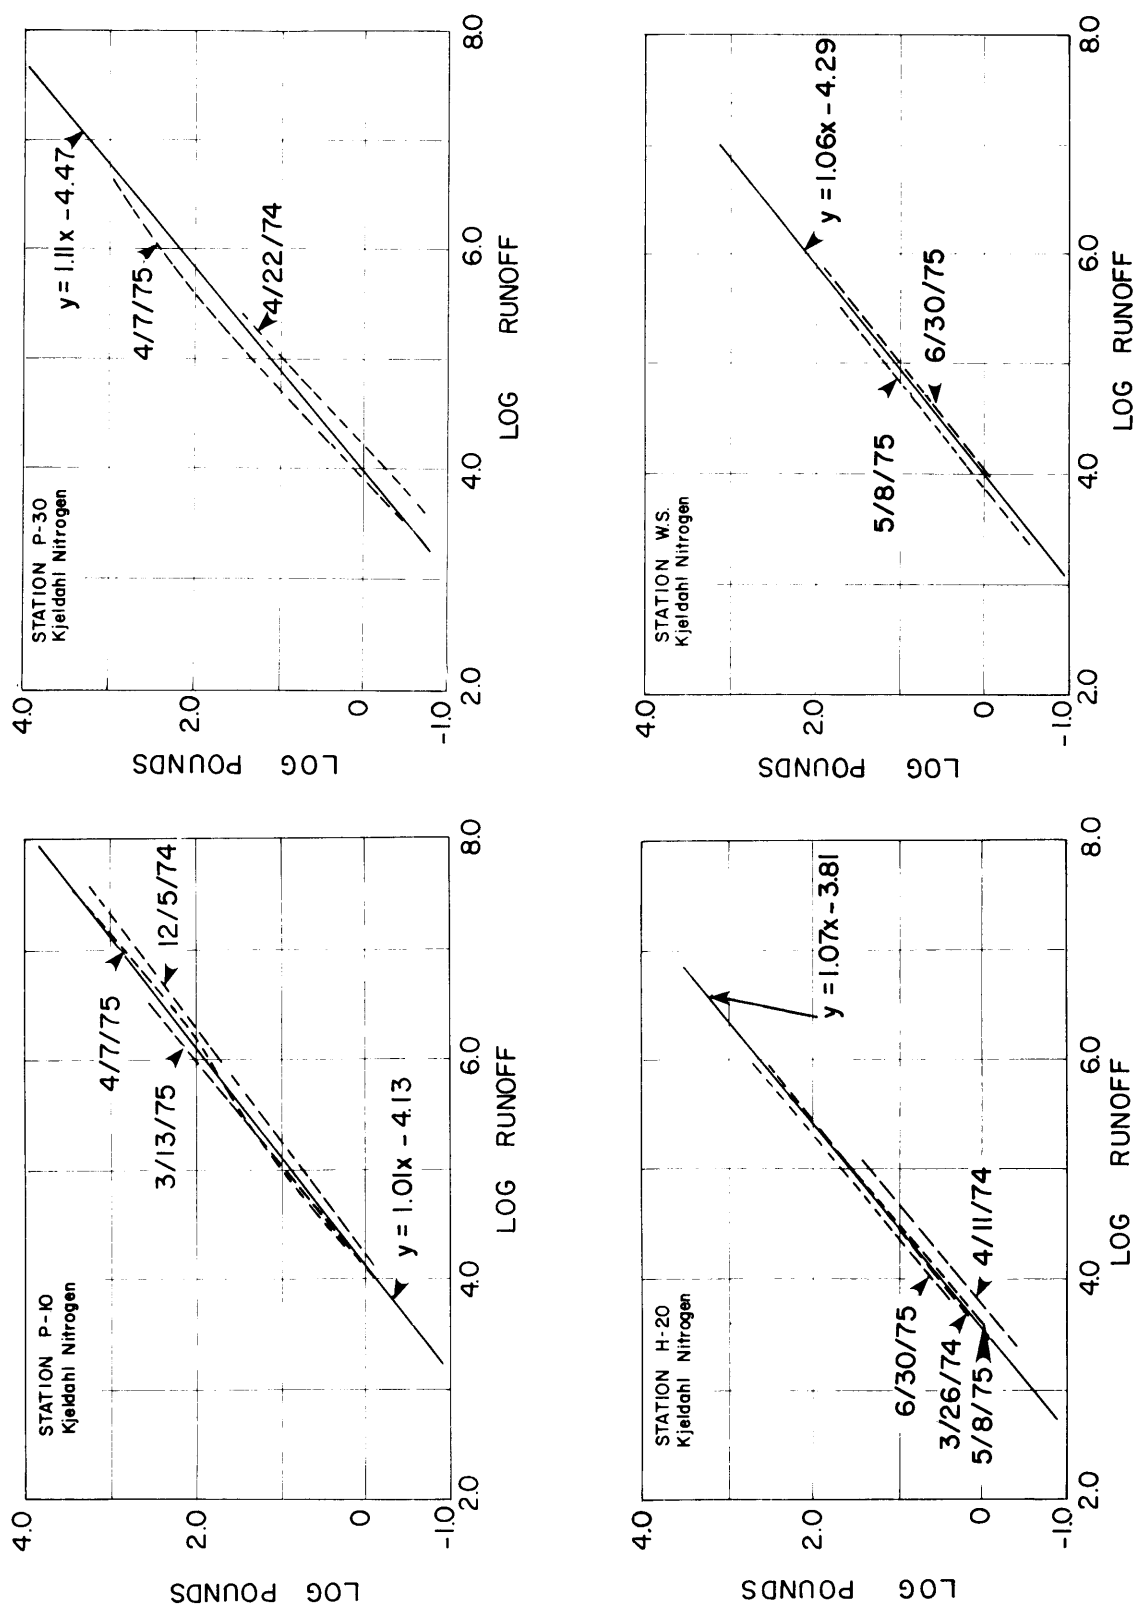 STATION P-10
Kjeldahl Nitrogen
4/7/75
3/13/75
12/5/74
y = 1.01x - 4.13
4.0
2.0
0
-1.0
2.0
4.0
6.0
8.0
LOG RUNOFF
LOG
POUNDS
STATION P-30
Kjeldahl Nitrogen
y = 1.11x - 4.47
4/7/75
4/22/74
4.0
2.0
0
-1.0
2.0
4.0
6.0
8.0
LOG RUNOFF
LOG
POUNDS
STATION H-20
Kjeldahl Nitrogen
y = 1.07x - 3.81
6/30/75
3/26/74
5/8/75
4/11/74
4.0
2.0
0
-1.0
2.0
4.0
6.0
8.0
LOG RUNOFF
LOG
POUNDS
STATION W.S.
Kjeldahl Nitrogen
y = 1.06x - 4.29
5/8/75
6/30/75
4.0
2.0
0
-1.0
2.0
4.0
6.0
8.0
LOG RUNOFF
LOG
POUNDS